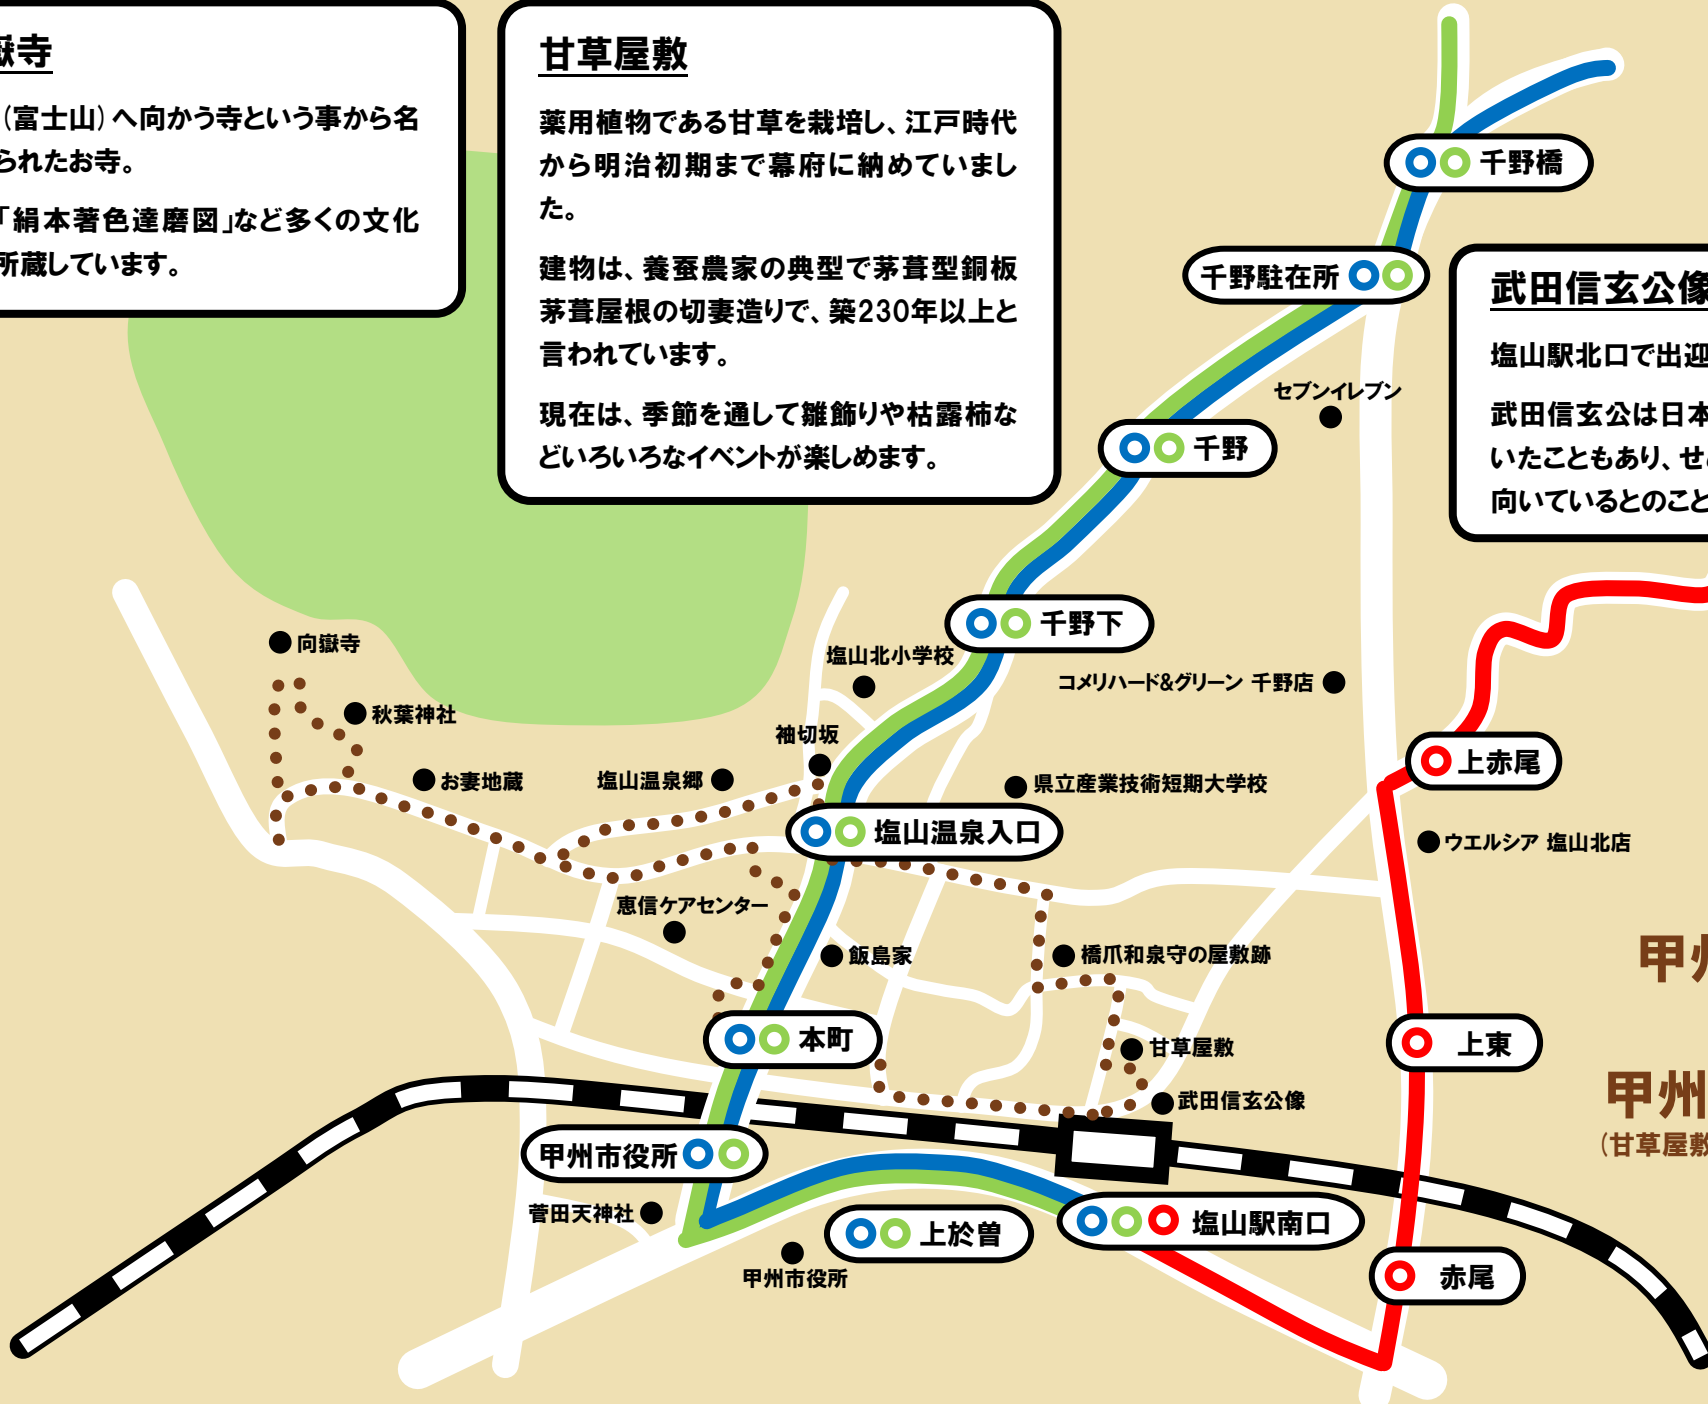 嶽寺
（富士山）へ向かう寺という事から名
られたお寺。
「絹本著色達磨図」など多くの文化
所蔵しています。
甘草屋敷
薬用植物である甘草を栽培し、江戸時代
から明治初期まで幕府に納めていまし
た。
建物は、養蚕農家の典型で茅葺型銅板
茅葺屋根の切妻造りで、築230年以上と
言われています。
現在は、季節を通して雛飾りや枯露柿な
どいろいろなイベントが楽しめます。
千野橋
千野駐在所
武田信玄公像
塩山駅北口で出迎
武田信玄公は日本
いたこともあり、せ
向いているとのこと
セブンイレブン
千野
千野下
向嶽寺
塩山北小学校
コメリハード&グリーン 千野店
秋葉神社
袖切坂
上赤尾
お妻地蔵
塩山温泉郷
県立産業技術短期大学校
塩山温泉入口
ウエルシア 塩山北店
恵信ケアセンター
飯島家
橋爪和泉守の屋敷跡
甲州
本町
甘草屋敷
上東
武田信玄公像
甲州
（甘草屋敷
甲州市役所
菅田天神社
上於曽
塩山駅南口
甲州市役所
赤尾